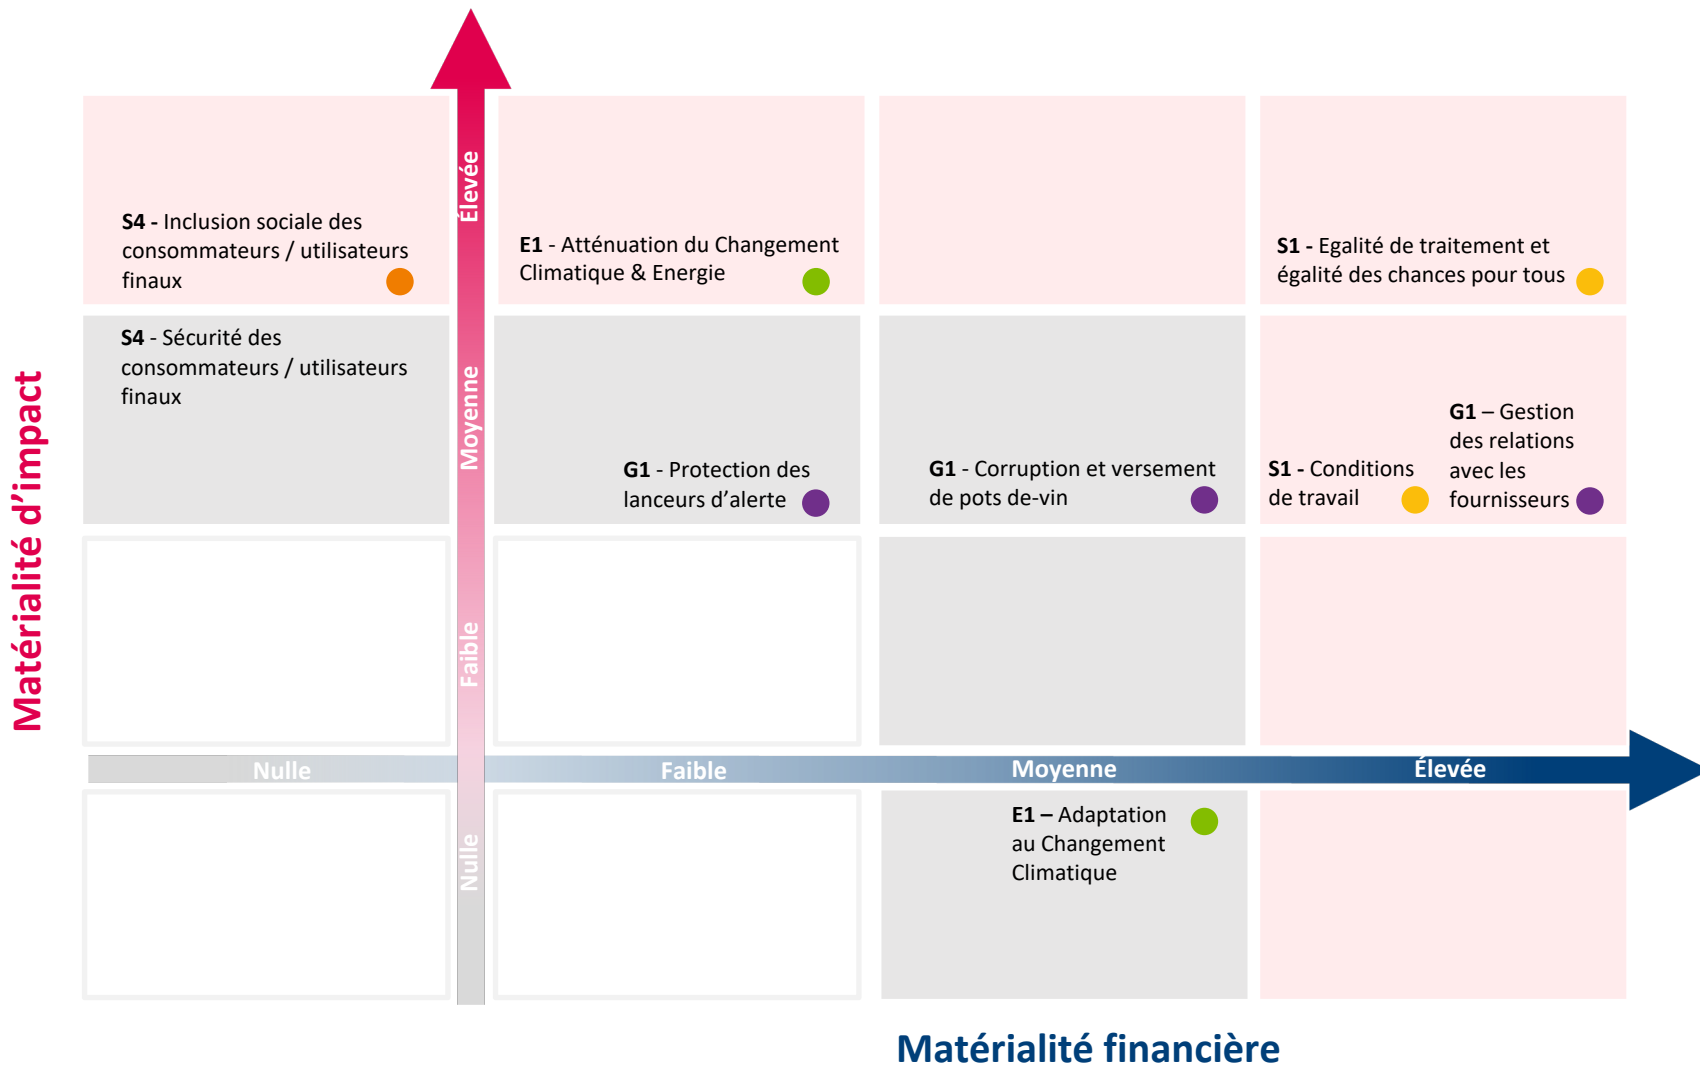 Matérialité d’impact
Élevée
Moyenne
Faible
Nulle
S4 - Inclusion sociale des
consommateurs / utilisateurs
finaux
E1 - Atténuation du Changement
Climatique & Energie
S1 - Egalité de traitement et
égalité des chances pour tous
S4 - Sécurité des
consommateurs / utilisateurs
finaux
G1 - Protection des
lanceurs d’alerte
G1 - Corruption et versement
de pots de-vin
S1 - Conditions
de travail
G1 – Gestion
des relations
avec les
fournisseurs
Nulle
Faible
Moyenne
Élevée
E1 – Adaptation
au Changement
Climatique
Matérialité financière